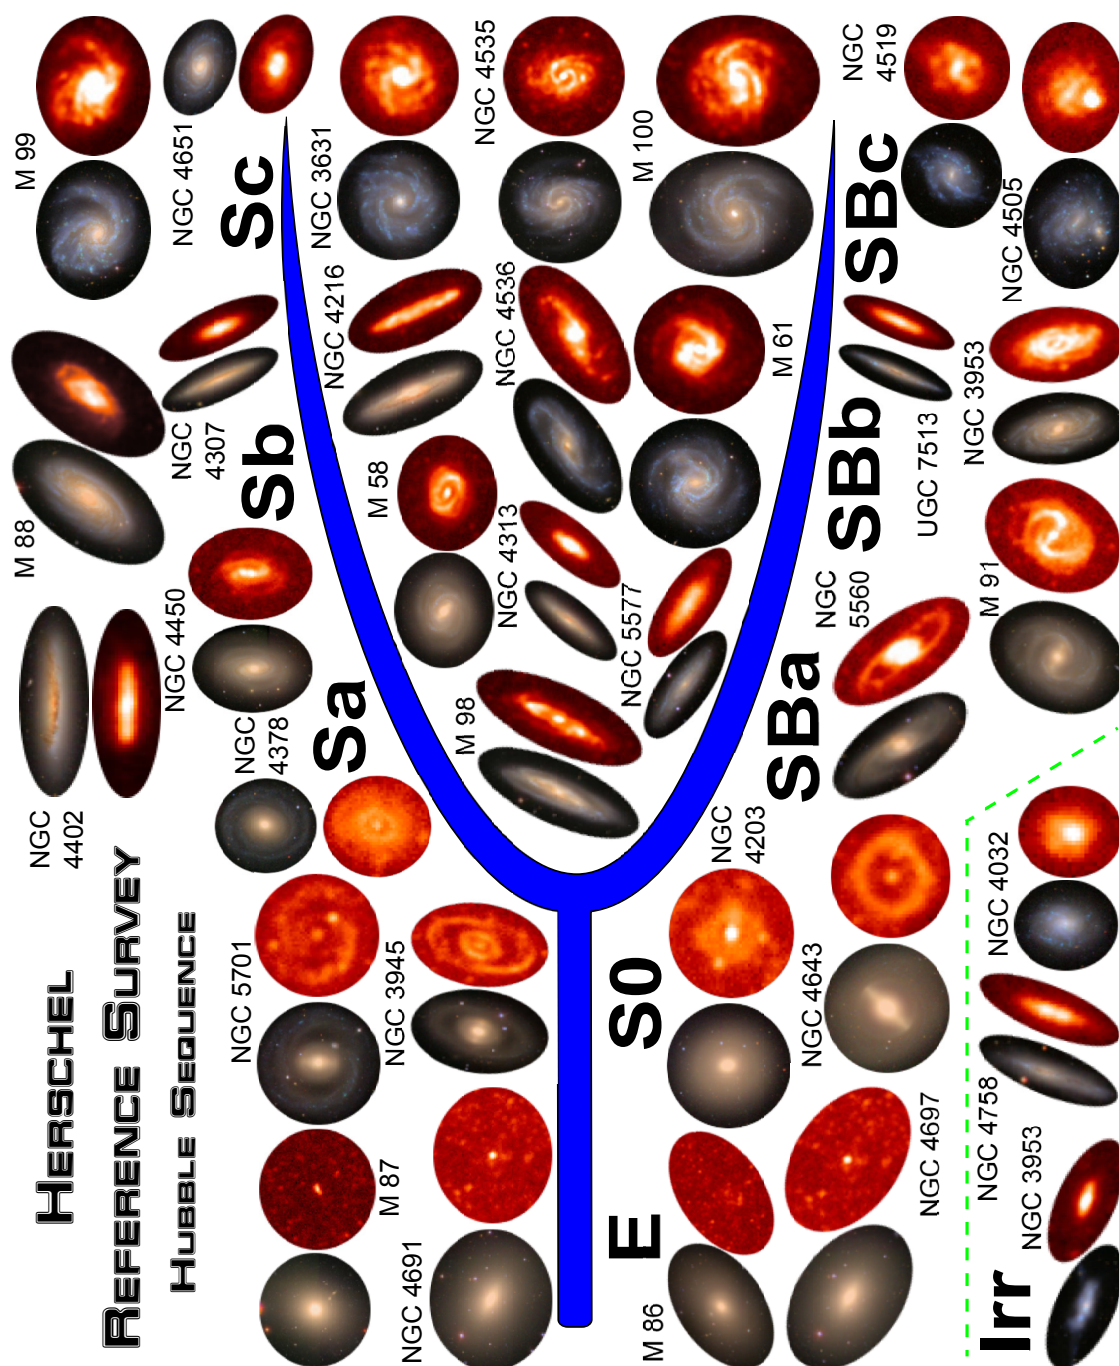 HERSCHEL
REFERENCE SURVEY
HUBBLE SEQUENCE
NGC
4402
M 88
M 99
NGC 4450
NGC
4307
NGC 4651
NGC
4378
NGC 5701
Sa
Sb
Sc
M 87
NGC 3945
NGC 4691
M 58
NGC 4216
NGC 3631
M 98
NGC 4313
NGC 4536
NGC 4535
NGC 5577
M 61
M 100
E
S0
M 86
NGC
4203
NGC 4643
SBa
SBb
SBc
NGC
5560
NGC
4519
UGC 7513
NGC 4697
M 91
NGC 3953
NGC 4505
NGC 4758
NGC 4032
NGC 3953
Irr